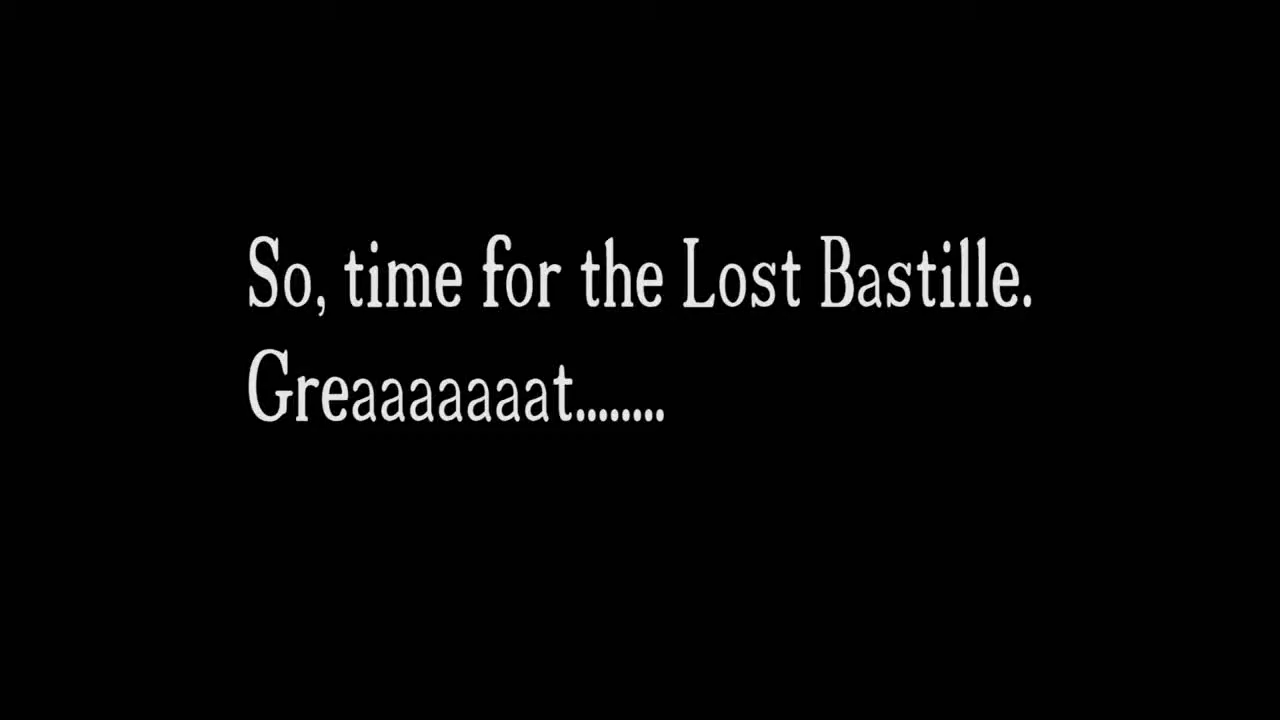 So, time for the Lost Bastille.
Greaaaaaaat........